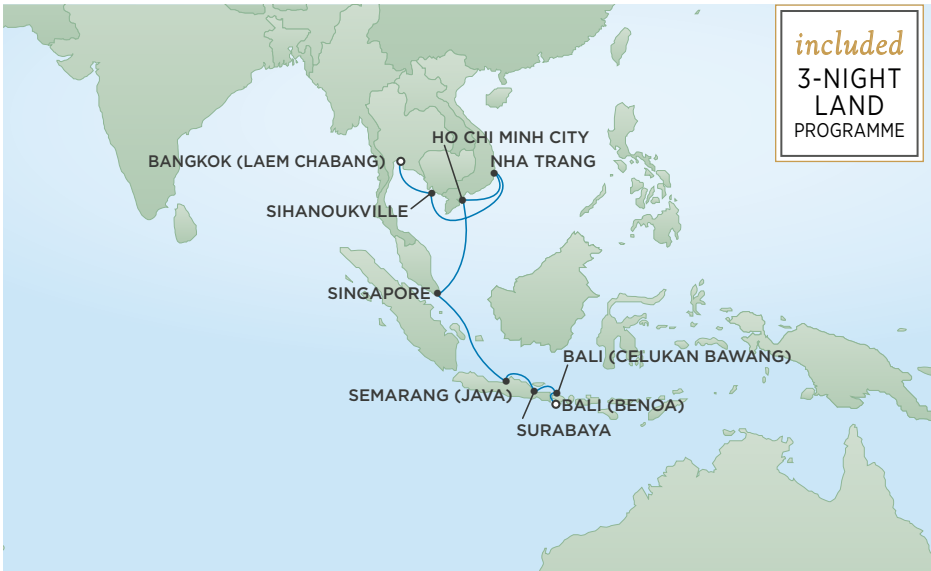 included
3-NIGHT
LAND
PROGRAMME
HO CHI MINH CITY
BANGKOK (LAEM CHABANG)
NHA TRANG
SIHANOUKVILLE
SINGAPORE
BALI (CELUKAN BAWANG)
SEMARANG (JAVA)
BALI (BENOA)
SURABAYA